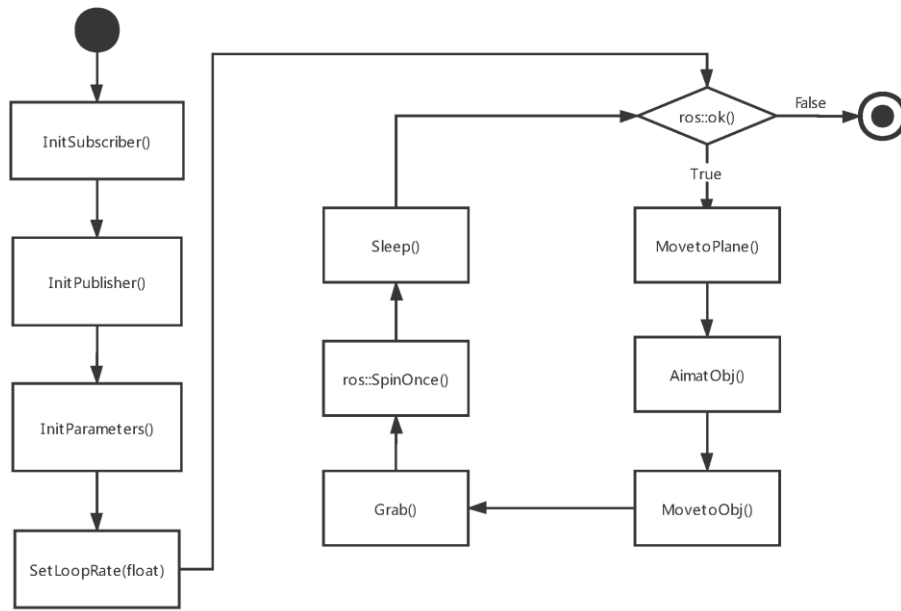 InitSubscriber()
InitPublisher()
InitParameters()
SetLoopRate(float)
ros::ok()
False
True
MovetoPlane()
AimatObj()
MovetoObj()
Grab()
ros::SpinOnce()
Sleep()